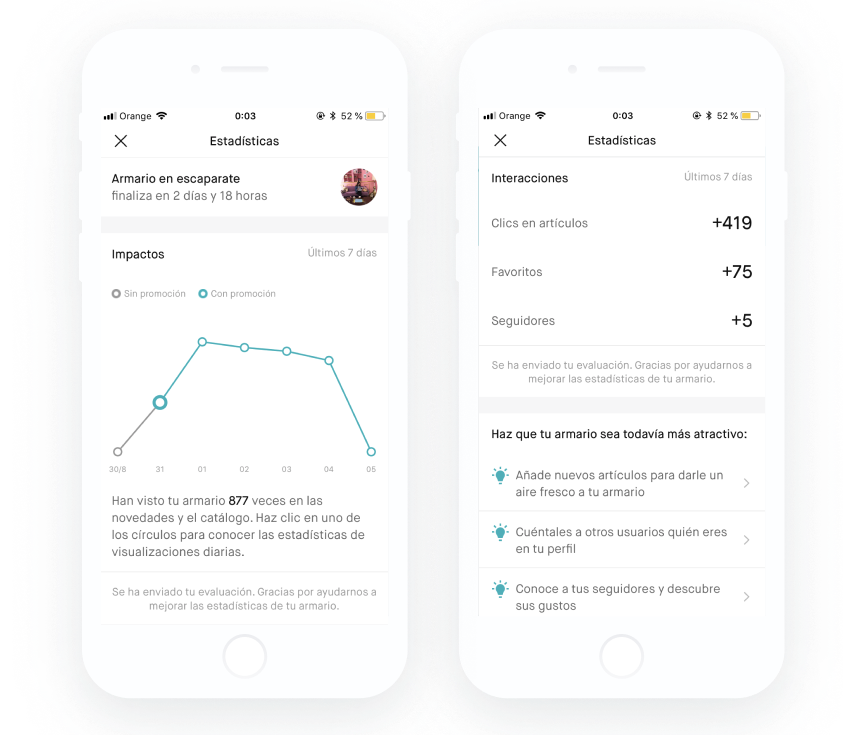 Orange
0:03
52 %
Estadísticas
Armario en escaparate
finaliza en 2 días y 18 horas
Impactos
Últimos 7 días
Sin promoción
Con promoción
30/8
31
01
02
03
04
05
Han visto tu armario 877 veces en las
novedades y el catálogo. Haz clic en uno de
los círculos para conocer las estadísticas de
visualizaciones diarias.
Se ha enviado tu evaluación. Gracias por ayudarnos a
mejorar las estadísticas de tu armario.
Orange
0:03
52 %
Estadísticas
Interacciones
Últimos 7 días
Clics en artículos
+419
Favoritos
+75
Seguidores
+5
Se ha enviado tu evaluación. Gracias por ayudarnos a
mejorar las estadísticas de tu armario.
Haz que tu armario sea todavía más atractivo:
Añade nuevos artículos para darle un
aire fresco a tu armario
Cuéntales a otros usuarios quién eres
en tu perfil
Conoce a tus seguidores y descubre
sus gustos